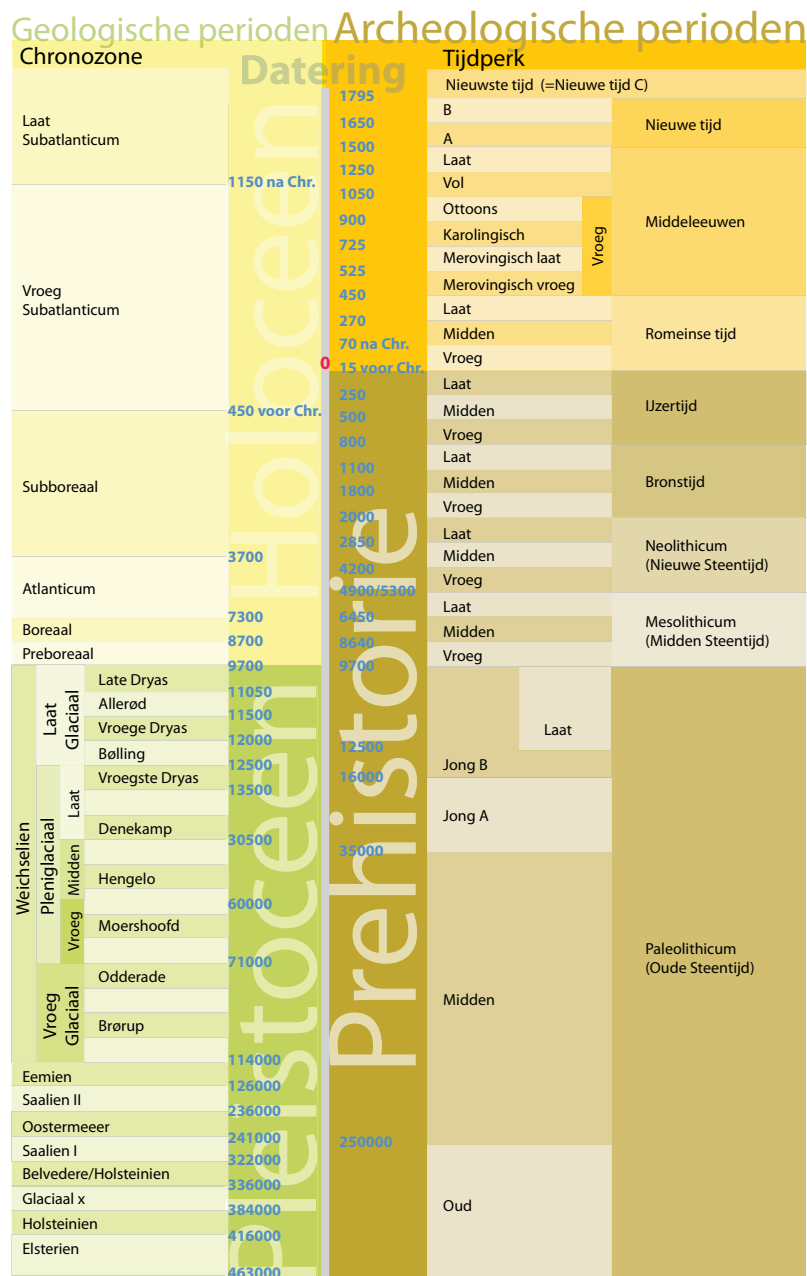 Geologische perioden
Archeologische perioden
Chronozone
Datering
Tijdperk
Holoceen
Pleistoceen
Prehistorie
Laat
Subatlanticum
1150 na Chr.
Vroeg
Subatlanticum
450 voor Chr.
Subboreaal
3700
Atlanticum
7300
Boreaal
8700
Preboreaal
9700
Weichselien
Laat
Glaciaal
Late Dryas
11050
Allerød
11500
Vroege Dryas
12000
Bølling
12500
Pleniglaciaal
Laat
Vroegste Dryas
13500
Denekamp
30500
Midden
Hengelo
60000
Vroeg
Moershoofd
71000
Vroeg
Glaciaal
Odderade
Brørup
114000
Eemien
126000
Saalien II
236000
Oostermeeer
241000
Saalien I
322000
Belvedere/Holsteinien
336000
Glaciaal x
384000
Holsteinien
416000
Elsterien
463000
0
Nieuwste tijd (=Nieuwe tijd C)
1795
B
1650
A
1500
Nieuwe tijd
Laat
1250
Vol
1050
Ottoons
900
Karolingisch
725
Merovingisch laat
525
Merovingisch vroeg
450
Vroeg
Middeleeuwen
Laat
270
Midden
70 na Chr.
Vroeg
15 voor Chr.
Romeinse tijd
Laat
250
Midden
500
Vroeg
800
IJzertijd
Laat
1100
Midden
1800
Vroeg
2000
Bronstijd
Laat
2850
Midden
4200
Vroeg
4900/5300
Neolithicum
(Nieuwe Steentijd)
Laat
6450
Midden
8640
Vroeg
9700
Mesolithicum
(Midden Steentijd)
Laat
12500
Jong B
16000
Jong A
35000
Midden
250000
Oud
Paleolithicum
(Oude Steentijd)